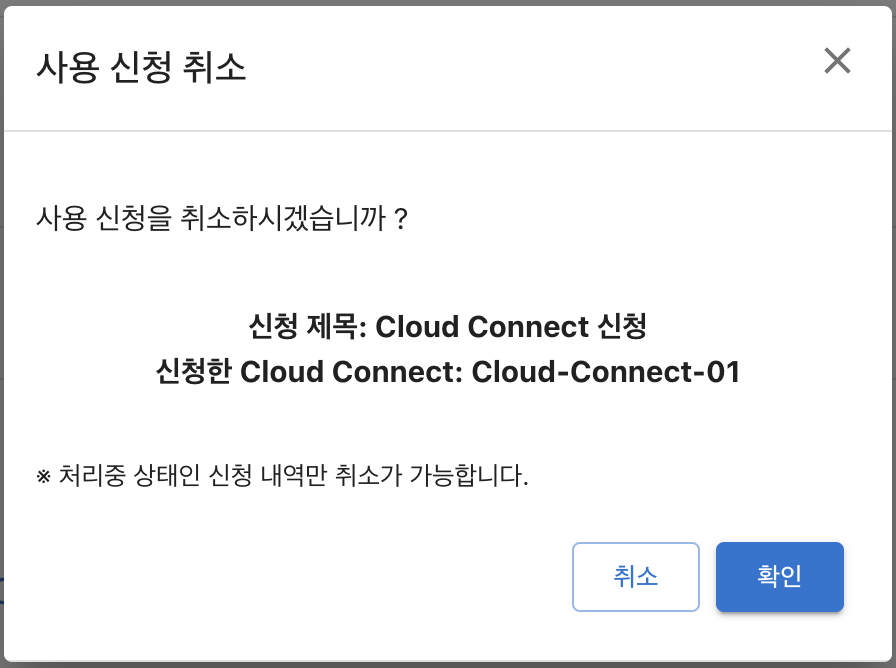 사용 신청 취소
사용 신청을 취소하시겠습니까 ?
신청 제목: Cloud Connect 신청
신청한 Cloud Connect: Cloud-Connect-01
※ 처리중 상태인 신청 내역만 취소가 가능합니다.
취소
확인